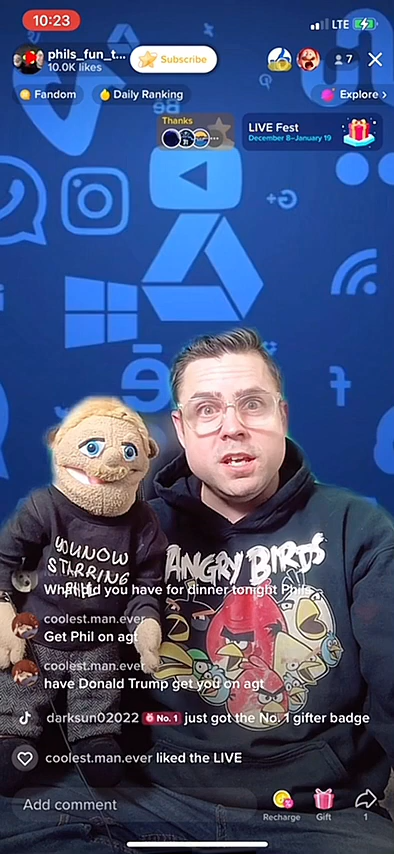 10:23
LTE
phils_fun_t...
10.0K likes
Subscribe
7
Fandom
Daily Ranking
Explore
Thanks
LIVE Fest
December 8–January 19
G+
f
YOUNOW
STARRING
PHIL
ANGRY BIRDS
What did you have for dinner tonight Phils
coolest.man.ever
Get Phil on agt
coolest.man.ever
have Donald Trump get you on agt
darksun02022 No. 1 just got the No. 1 gifter badge
coolest.man.ever liked the LIVE
Add comment
Recharge
Gift
1